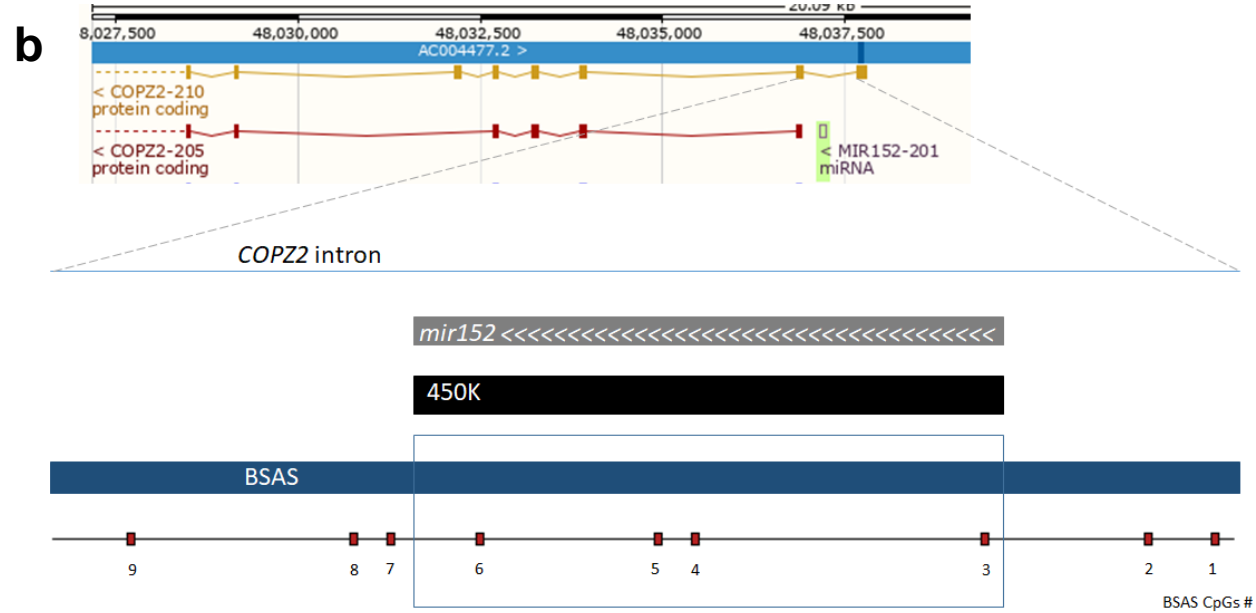 b
20.09 kb
8,027,500 48,030,000 48,032,500 48,035,000 48,037,500
AC004477.2 >
< COPZ2-210
protein coding
< COPZ2-205
protein coding
< MIR152-201
miRNA
COPZ2 intron
mir152 <<<<<<<<<<<<<<<<<<<<<<<<<<<<<<<<<<<<<
450K
BSAS
9 8 7 6 5 4 3 2 1
BSAS CpGs #